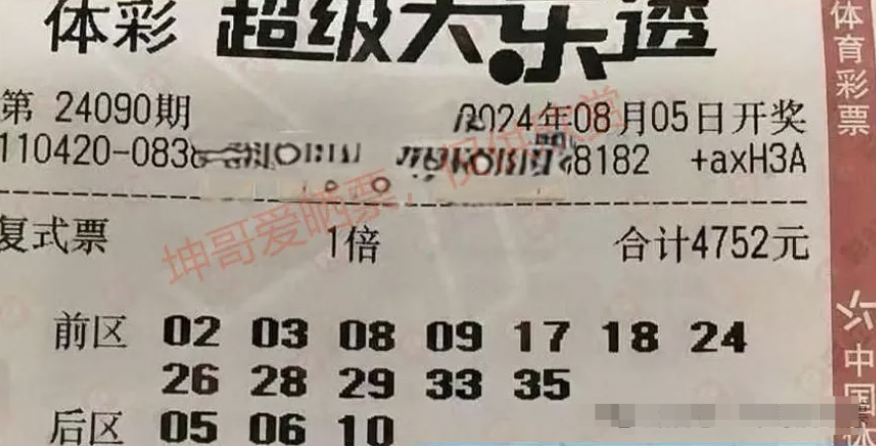 体彩 超级大乐透
第 24090期 2024年08月05日开奖
110420-083 8182 +axH3A
复式票 1倍 合计4752元
前区 02 03 08 09 17 18 24
26 28 29 33 35
后区 05 06 10
坤哥爱晒票,
体育彩票
中国体